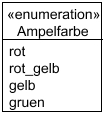 «enumeration»
Ampelfarbe
rot
rot_gelb
gelb
gruen